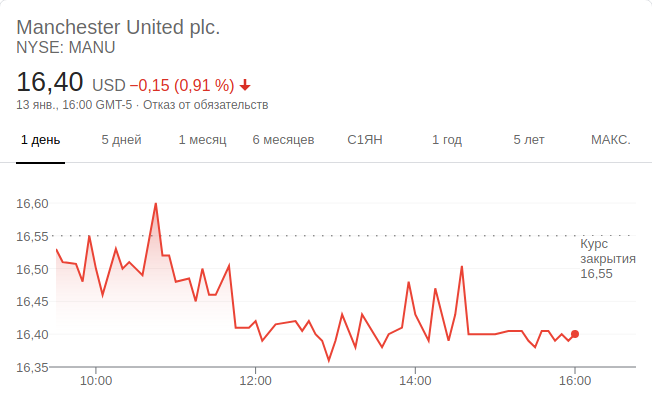 Manchester United plc.
NYSE: MANU
16,40 USD −0,15 (0,91 %)
13 янв., 16:00 GMT-5 · Отказ от обязательств
1 день 5 дней 1 месяц 6 месяцев С1ЯН 1 год 5 лет МАКС.
16,60
16,55
Курс
закрытия
16,55
16,50
16,45
16,40
16,35
10:00 12:00 14:00 16:00